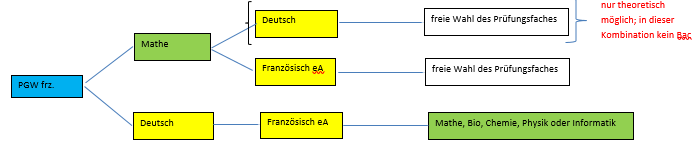 nur theoretisch
möglich; in dieser
Kombination kein Bac
Deutsch
freie Wahl des Prüfungsfaches
Mathe
Französisch eA
freie Wahl des Prüfungsfaches
PGW frz.
Deutsch
Französisch eA
Mathe, Bio, Chemie, Physik oder Informatik